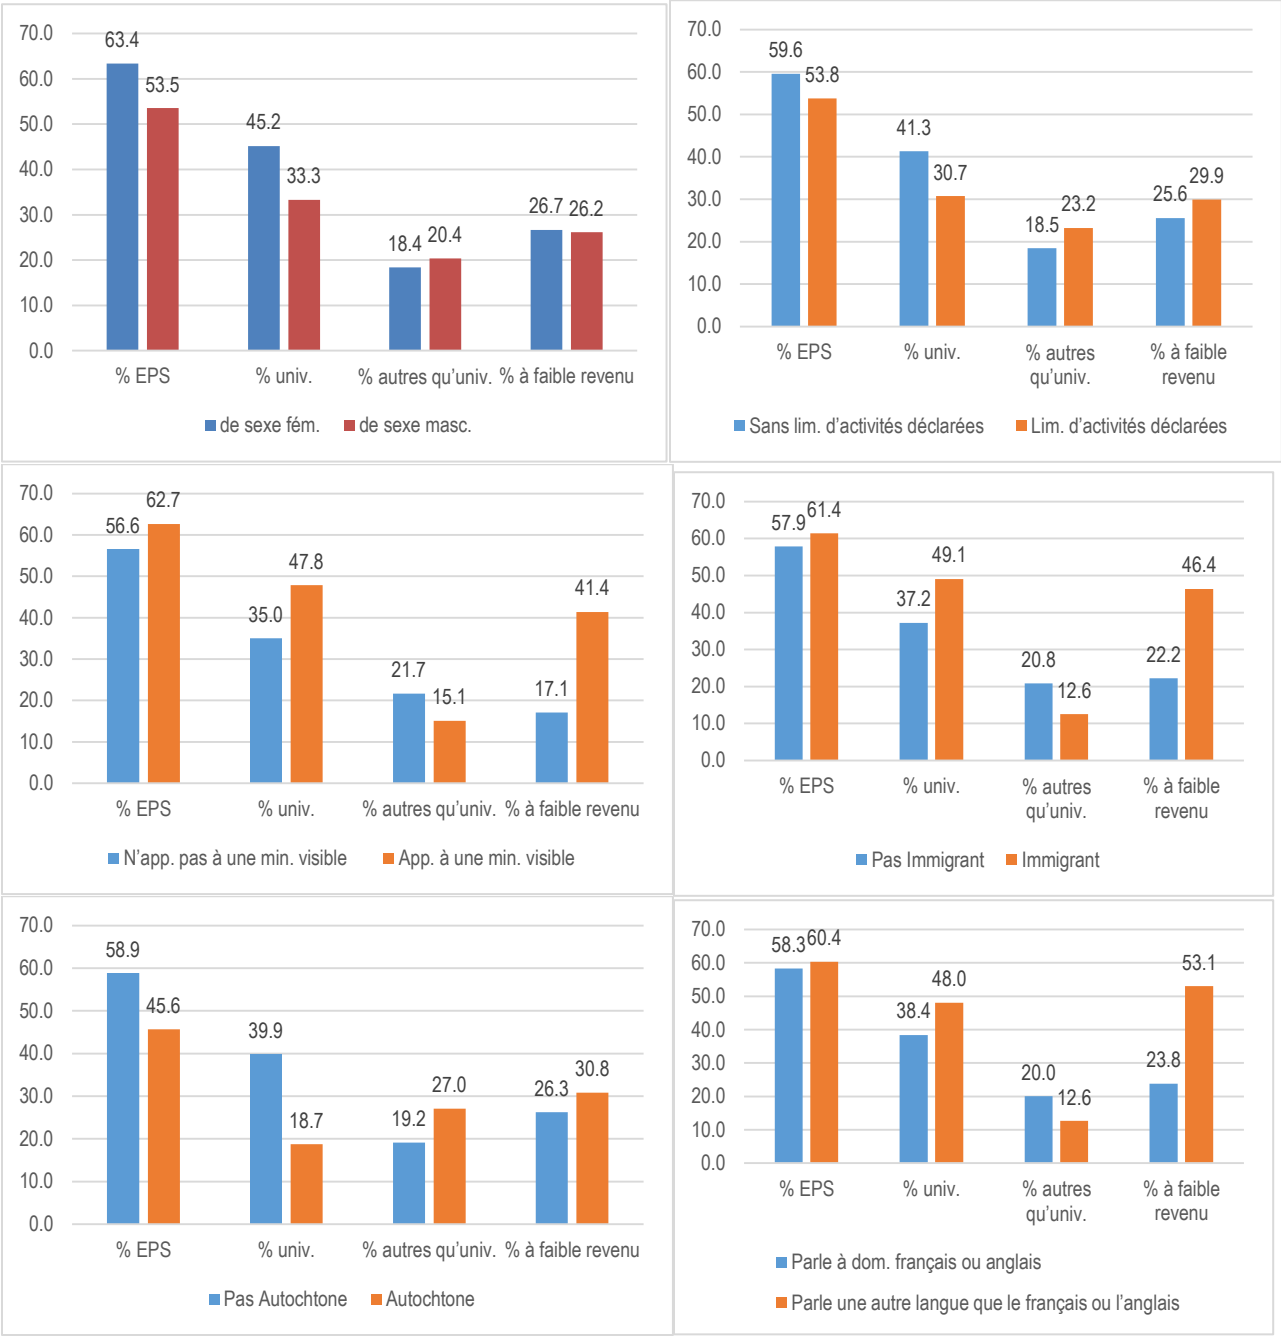 70.0
60.0
50.0
40.0
30.0
20.0
10.0
0.0
63.4
53.5
45.2
33.3
18.4
20.4
26.7
26.2
% EPS
% univ.
% autres qu’univ.
% à faible revenu
de sexe fém.
de sexe masc.
70.0
60.0
50.0
40.0
30.0
20.0
10.0
0.0
59.6
53.8
41.3
30.7
18.5
23.2
25.6
29.9
% EPS
% univ.
% autres
qu’univ.
% à faible
revenu
Sans lim. d’activités déclarées
Lim. d’activités déclarées
70.0
60.0
50.0
40.0
30.0
20.0
10.0
0.0
56.6
62.7
35.0
47.8
21.7
15.1
17.1
41.4
% EPS
% univ.
% autres qu’univ.
% à faible revenu
N’app. pas à une min. visible
App. à une min. visible
70.0
60.0
50.0
40.0
30.0
20.0
10.0
0.0
57.9
61.4
37.2
49.1
20.8
12.6
22.2
46.4
% EPS
% univ.
% autres
qu’univ.
% à faible
revenu
Pas Immigrant
Immigrant
70.0
60.0
50.0
40.0
30.0
20.0
10.0
0.0
58.9
45.6
39.9
18.7
19.2
27.0
26.3
30.8
% EPS
% univ.
% autres qu’univ.
% à faible revenu
Pas Autochtone
Autochtone
70.0
60.0
50.0
40.0
30.0
20.0
10.0
0.0
58.3
60.4
38.4
48.0
20.0
12.6
23.8
53.1
% EPS
% univ.
% autres
qu’univ.
% à faible
revenu
Parle à dom. français ou anglais
Parle une autre langue que le français ou l’anglais